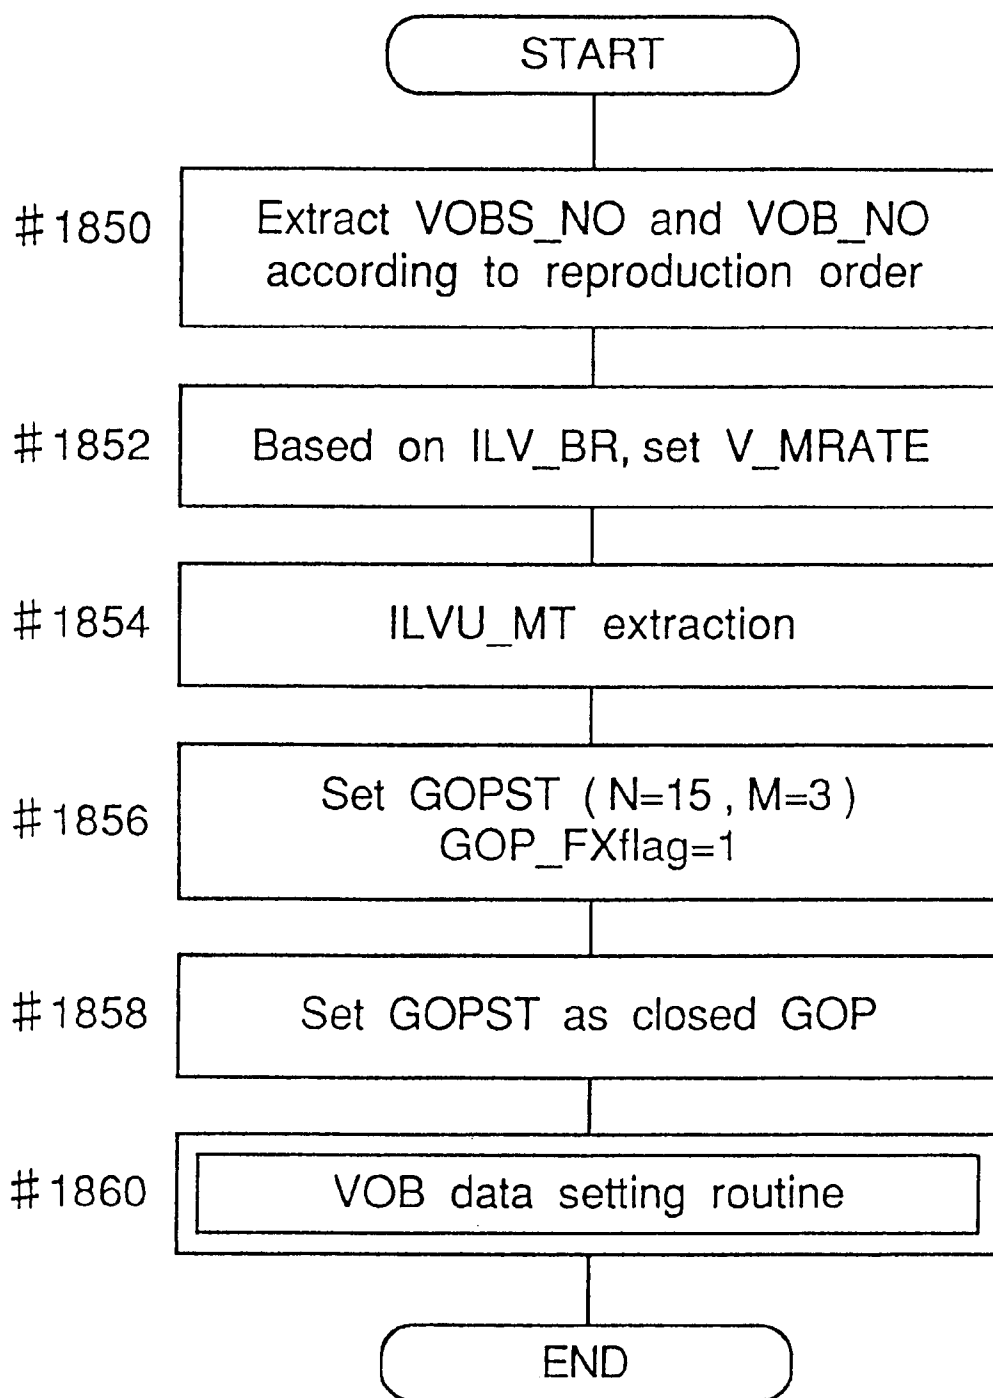 START
#1850
Extract VOBS_NO and VOB_NO
according to reproduction order
#1852
Based on ILV_BR, set V_MRATE
#1854
ILVU_MT extraction
#1856
Set GOPST (N=15, M=3)
GOP_FXflag=1
#1858
Set GOPST as closed GOP
#1860
VOB data setting routine
END